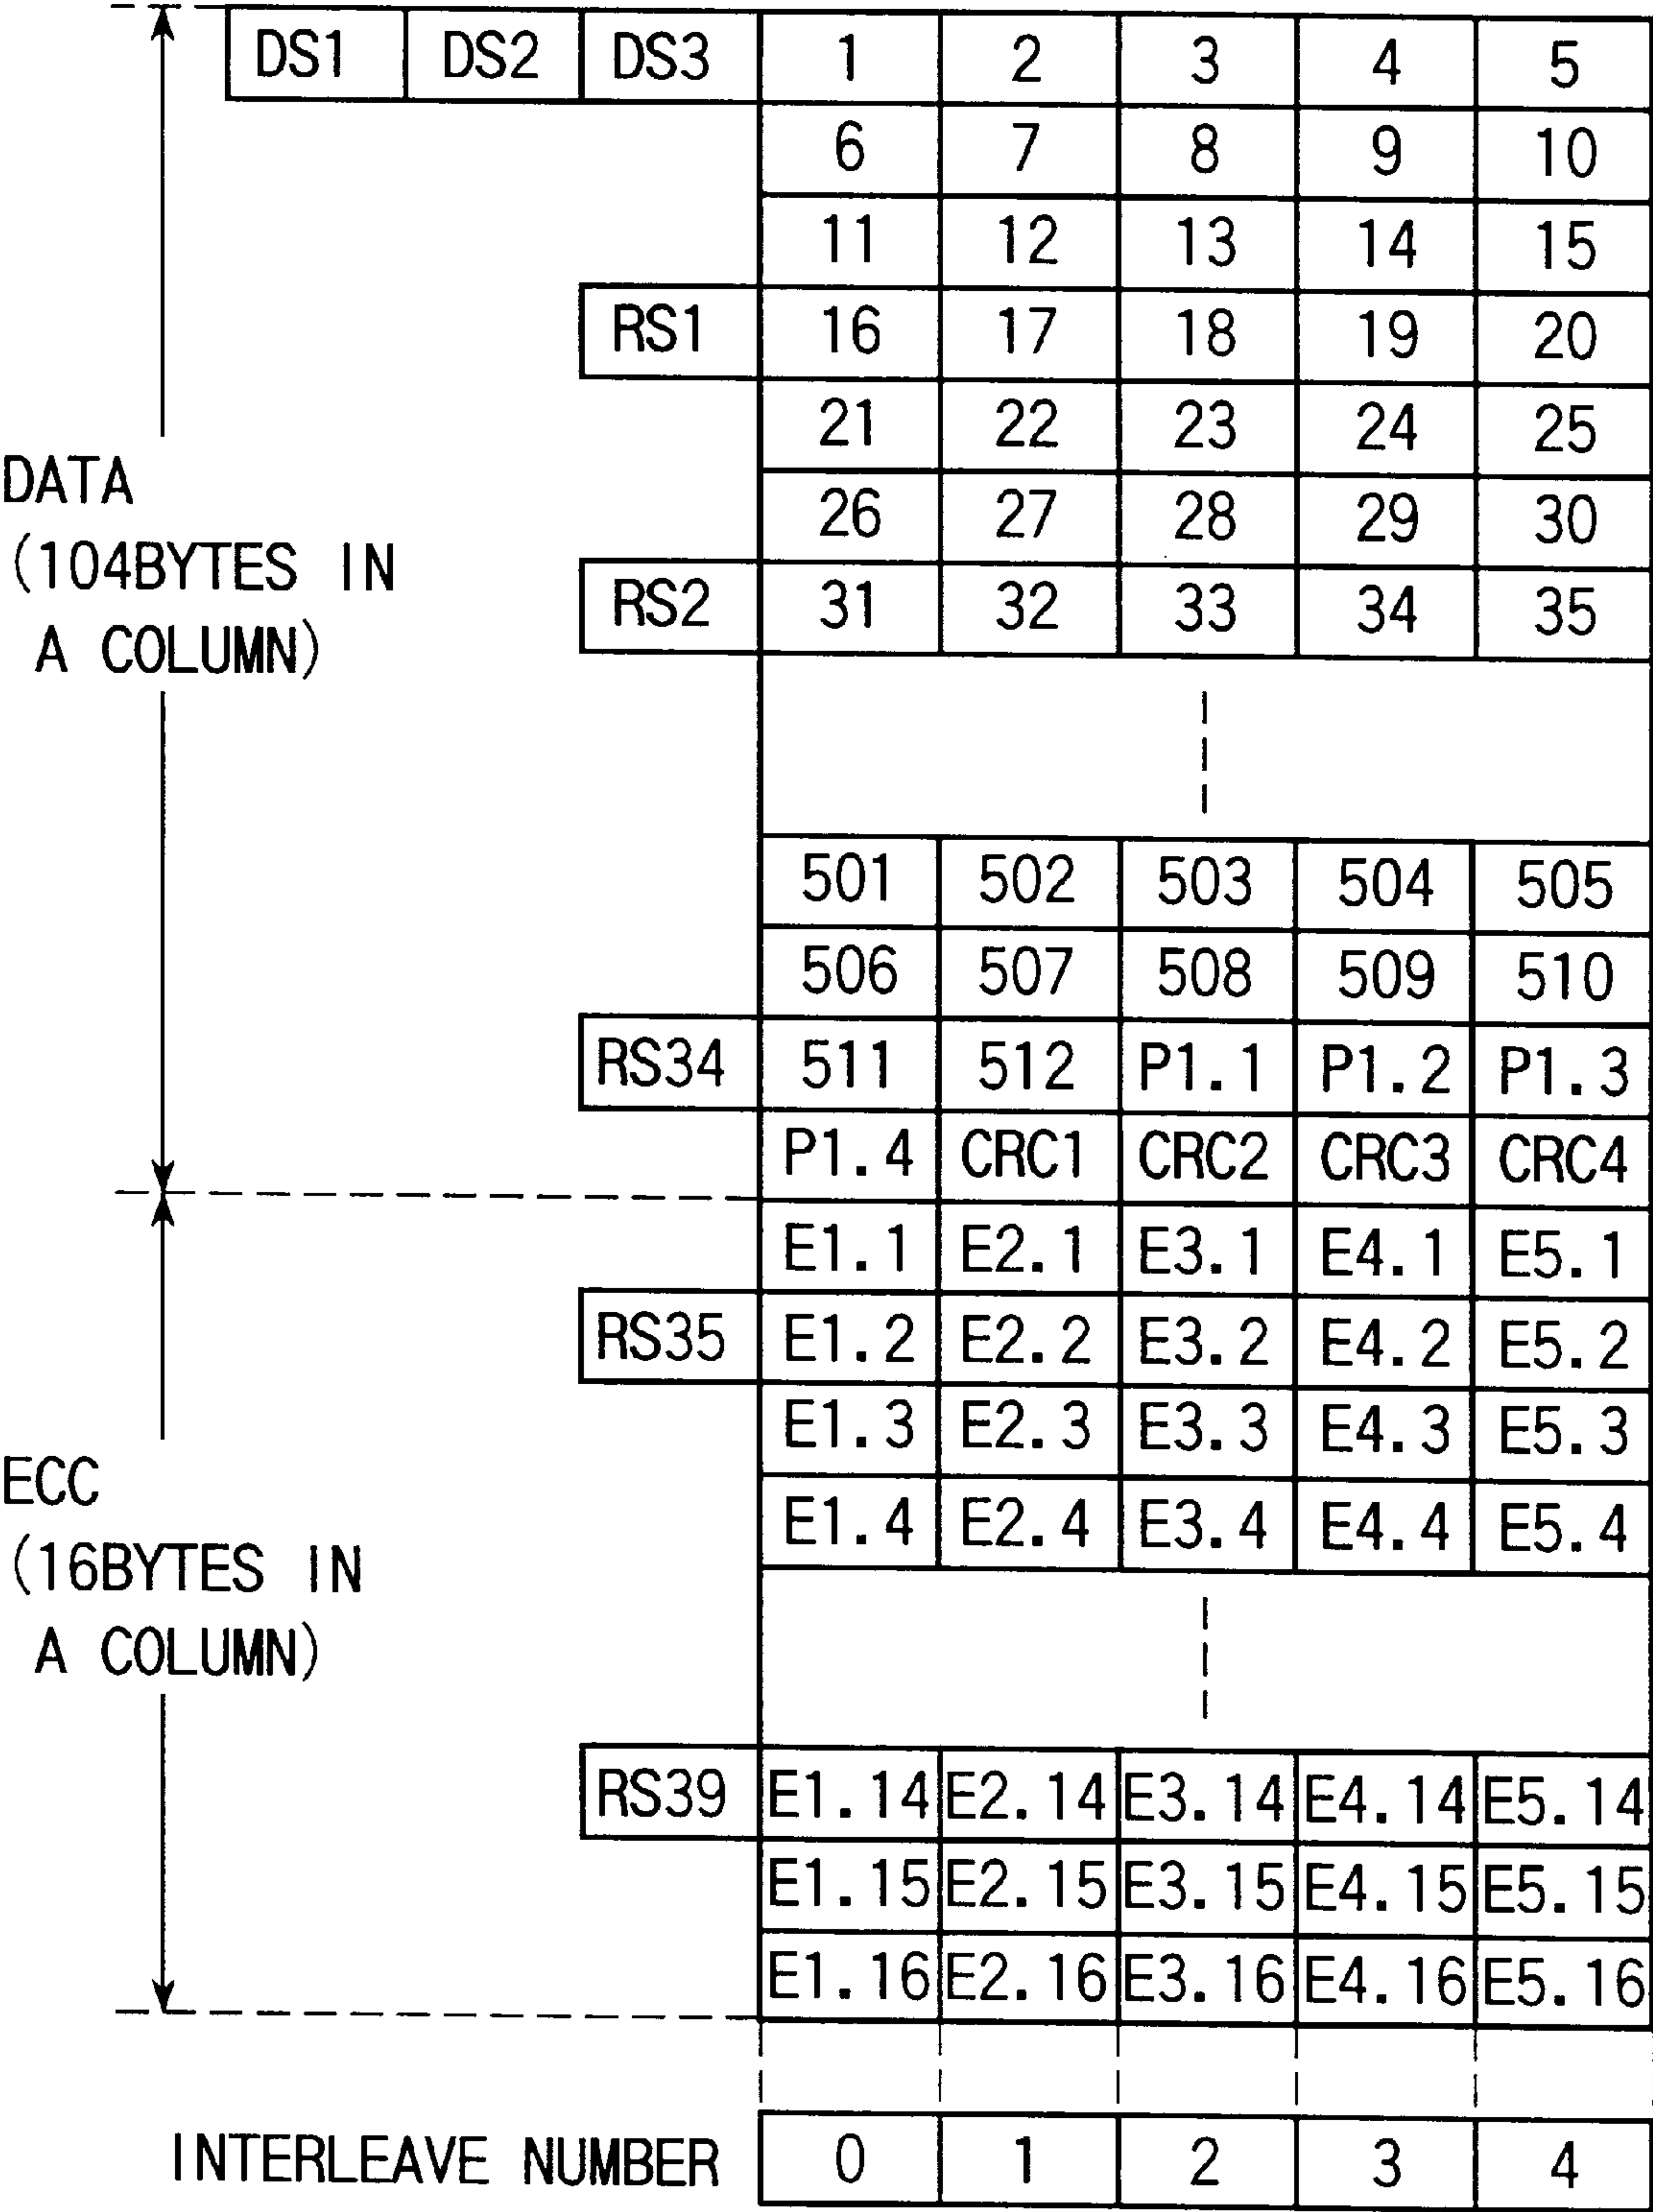 DS1 DS2 DS3 1 2 3 4 5
6 7 8 9 10
11 12 13 14 15
RS1 16 17 18 19 20
21 22 23 24 25
DATA
26 27 28 29 30
(104BYTES IN
RS2 31 32 33 34 35
A COLUMN)
501 502 503 504 505
506 507 508 509 510
RS34 511 512 P1.1 P1.2 P1.3
P1.4 CRC1 CRC2 CRC3 CRC4
E1.1 E2.1 E3.1 E4.1 E5.1
RS35 E1.2 E2.2 E3.2 E4.2 E5.2
E1.3 E2.3 E3.3 E4.3 E5.3
ECC
E1.4 E2.4 E3.4 E4.4 E5.4
(16BYTES IN
A COLUMN)
RS39 E1.14 E2.14 E3.14 E4.14 E5.14
E1.15 E2.15 E3.15 E4.15 E5.15
E1.16 E2.16 E3.16 E4.16 E5.16
INTERLEAVE NUMBER 0 1 2 3 4